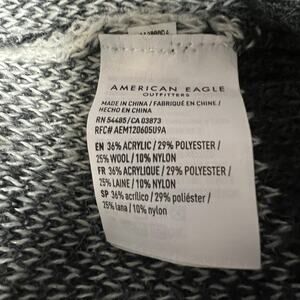 AMERICAN EAGLE
OUTFITTERS
MADE IN CHINA / FABRIQUÉ EN CHINE /
HECHO EN CHINA
RN 54485/CA 03873
RFC# AEM120605U9A
EN 36% ACRYLIC / 29% POLYESTER /
25% WOOL / 10% NYLON
FR 36% ACRYLIQUE / 29% POLYESTER /
25% LAINE / 10% NYLON
SP 36% acrílico / 29% poliéster /
25% lana / 10% nylon